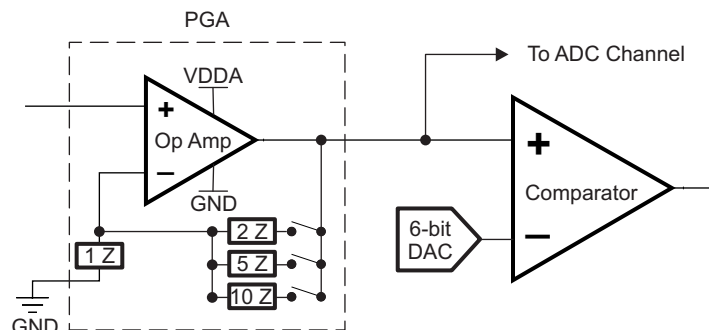 PGA
To ADC Channel
VDDA
+
Op Amp
−
GND
+
Comparator
−
6-bit
DAC
1 Z
2 Z
5 Z
10 Z
GND